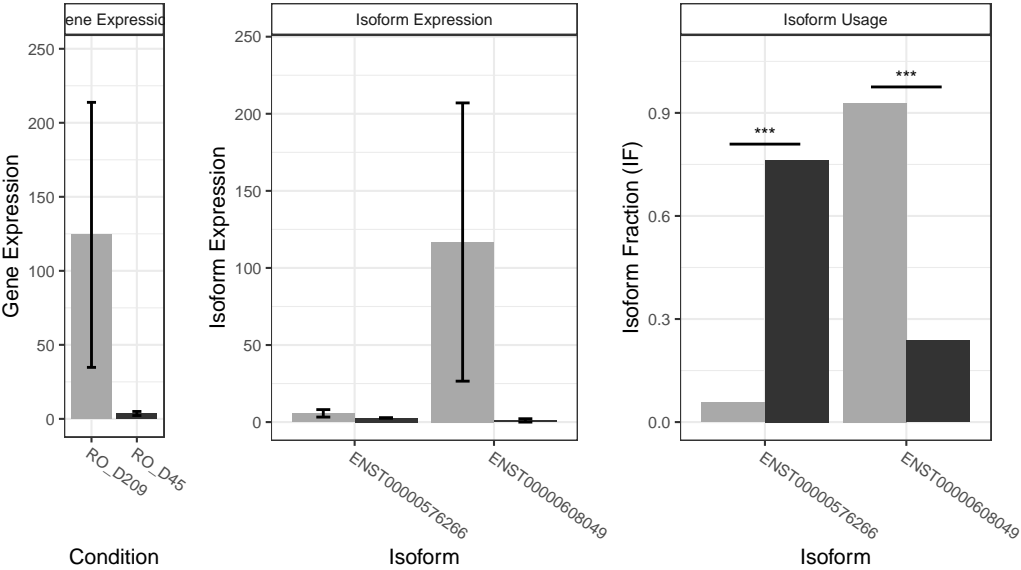 ene Expressio
Gene Expression
250
200
150
100
50
0
RO_D209
RO_D45
Condition
Isoform Expression
Isoform Expression
250
200
150
100
50
0
ENST00000576266
ENST00000608049
Isoform
Isoform Usage
Isoform Fraction (IF)
0.9
0.6
0.3
0.0
***
***
ENST00000576266
ENST00000608049
Isoform